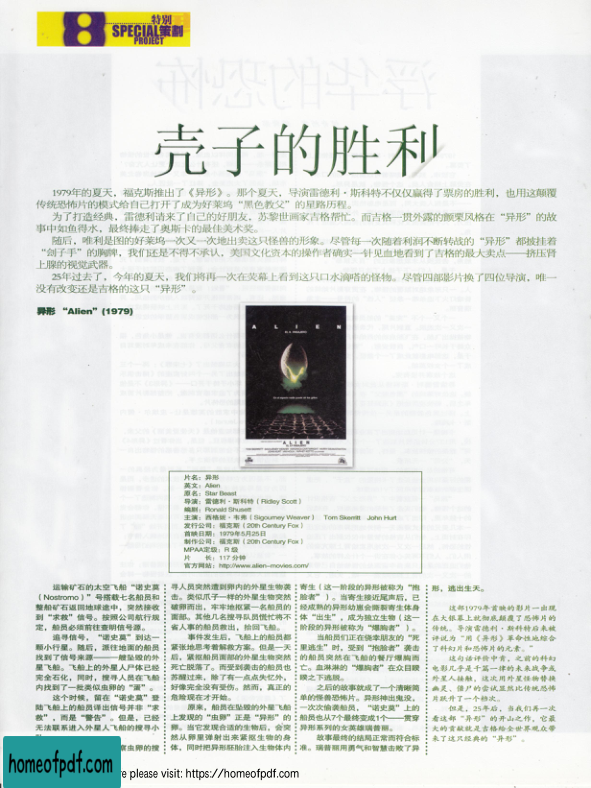 8
特别
SPECIAL策划
PROJECT
壳子的胜利
1979年的夏天，福克斯推出了《异形》。那个夏天，导演雷德利·斯科特不仅仅赢得了票房的胜利，也用这颠覆
传统恐怖片的模式给自己打开了成为好莱坞“黑色教父”的星路历程。
为了打造经典，雷德利请来了自己的好朋友，苏黎世画家吉格帮忙。而吉格一贯外露的颤栗风格在“异形”的故
事中如鱼得水，最终捧走了奥斯卡的最佳美术奖。
随后，唯利是图的好莱坞一次又一次地出卖这只怪兽的形象。尽管每一次随着利润不断转战的“异形”都披挂着
“刽子手”的胸牌，我们还是不得不承认，美国文化资本的操作者确实一针见血地看到了吉格的最大卖点——挤压肾
上腺的视觉武器。
25年过去了，今年的夏天，我们将再一次在荧幕上看到这只口水滴嗒的怪物。尽管四部影片换了四位导演，唯一
没有改变还是吉格的这只“异形”。
异形 “Alien”(1979)
ALIEN
ALIEN
片名：异形
英文：Alien
原名：Star Beast
导演：雷德利·斯科特（Ridley Scott）
编剧：Ronald Shusett
主演：西格妮·韦弗（Sigourney Weaver） Tom Skerritt John Hurt
发行公司：福克斯（20th Century Fox）
首映日期：1979年5月25日
制作公司：福克斯（20th Century Fox）
MPAA定级：R 级
片 长：117 分钟
官方网站：http://www.alien-movies.com/
运输矿石的太空飞船“诺史莫
（Nostromo）”号搭载七名船员和
整船矿石返回地球途中，突然接收
到“求救”信号。按照公司航行规
定，船员必须前往查明信号源。
追寻信号，“诺史莫”到达一
颗小行星。随后，派往地面的船员
找到了信号来源——一艘坠毁的外
星飞船。飞船上的外星人尸体已经
完全石化，同时，搜寻人员在飞船
内找到了一批类似虫卵的“蛋”。
这个时候，留在“诺史莫”登
陆飞船上的船员译出信号并非“求
救”，而是“警告”。但是，已经
无法联系进入外星人飞船的搜寻小
虫卵的搜
寻人员突然遭到卵内的外星生物袭
击。类似爪子一样的外星生物突然
破卵而出，牢牢地抠紧一名船员的
面部。其他几名搜寻队员慌忙将不
省人事的船员救出，抬回飞船。
事件发生后，飞船上的船员都
紧张地思考着解救方案。但是一天
后，紧抠船员面部的外星生物突然
死亡脱落了。而受到袭击的船员也
苏醒过来，除了有一点点失忆外，
好像完全没有受伤。然而，真正的
危险现在才开始。
原来，船员在坠毁的外星飞船
上发现的“虫卵”正是“异形”的
卵。当它发现合适的生物后，会突
然从卵里弹射出来紧抠生物的身
体，同时把异形胚胎注入生物体内
寄生（这一阶段的异形被称为“抱
脸者”）。当寄生接近尾声后，已
经成熟的异形幼崽会撕裂寄生体身
体“出生”，成为独立生物（这一
阶段的异形被称为“爆胸者”）。
当船员们正在侥幸朋友的“死
里逃生”时，受到“抱脸者”袭击
的船员突然在飞船的餐厅爆胸而
亡。血淋淋的“爆胸者”在众目睽
睽之下逃脱。
之后的故事就成了一个清晰简
单的怪兽恐怖片。异形神出鬼没，
一次次偷袭船员，“诺史莫”上的
船员也从7个最终变成1个——贯穿
异形系列的女英雄瑞普丽。
故事最终的结局正常而符合标
准。瑞普丽用勇气和智慧击败了异
形，逃出生天。
这部1979年首映的影片一出现
在大银幕上就彻底颠覆了恐怖片的
传统。导演雷德利·斯科特后来被
评论为“用《异形》革命性地综合
了科幻片和恐怖片的元素。”
这句话评价中肯。之前的科幻
电影几乎是千篇一律的未来战争或
外星人接触，这次用外星怪物替换
幽灵、僵尸的尝试显然比传统恐怖
片跃升了一个档次。
但是，25年后，当我们再一次
看这部“异形”的开山之作，它最
大的贡献就是吉格给全世界观众带
来了这只经典的“异形”。
homeofpdf.com
re please visit: https://homeofpdf.com